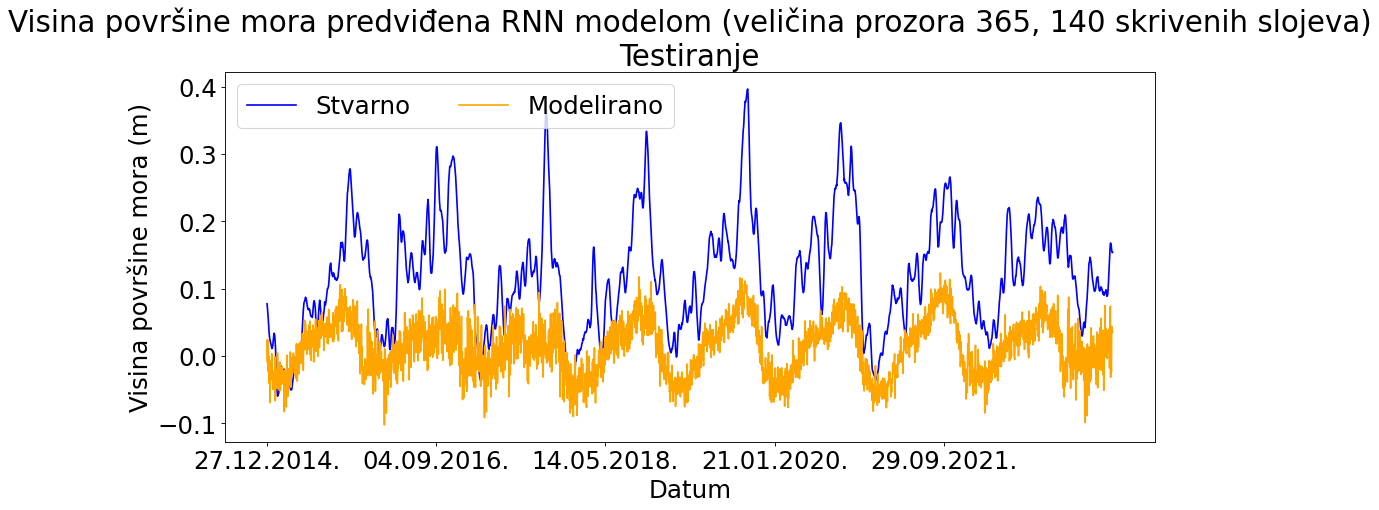 Visina površine mora predviđena RNN modelom (veličina prozora 365, 140 skrivenih slojeva)
Testiranje
Stvarno
Modelirano
Visina površine mora (m)
0.4
0.3
0.2
0.1
0.0
−0.1
27.12.2014.
04.09.2016.
14.05.2018.
21.01.2020.
29.09.2021.
Datum